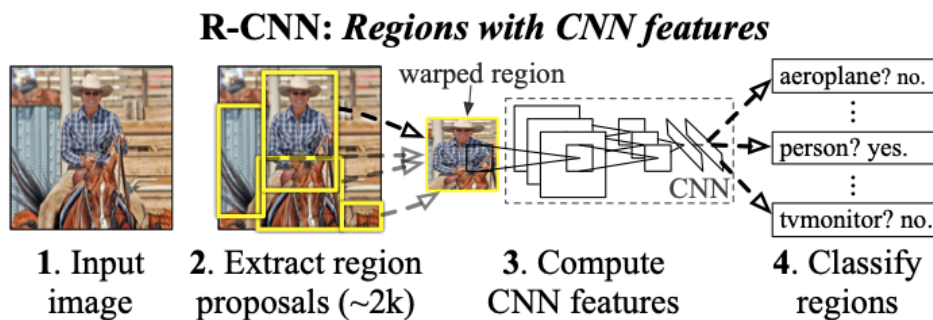 R-CNN: Regions with CNN features
warped region
aeroplane? no.
⋮
person? yes.
⋮
tvmonitor? no.
CNN
1. Input
image
2. Extract region
proposals (~2k)
3. Compute
CNN features
4. Classify
regions